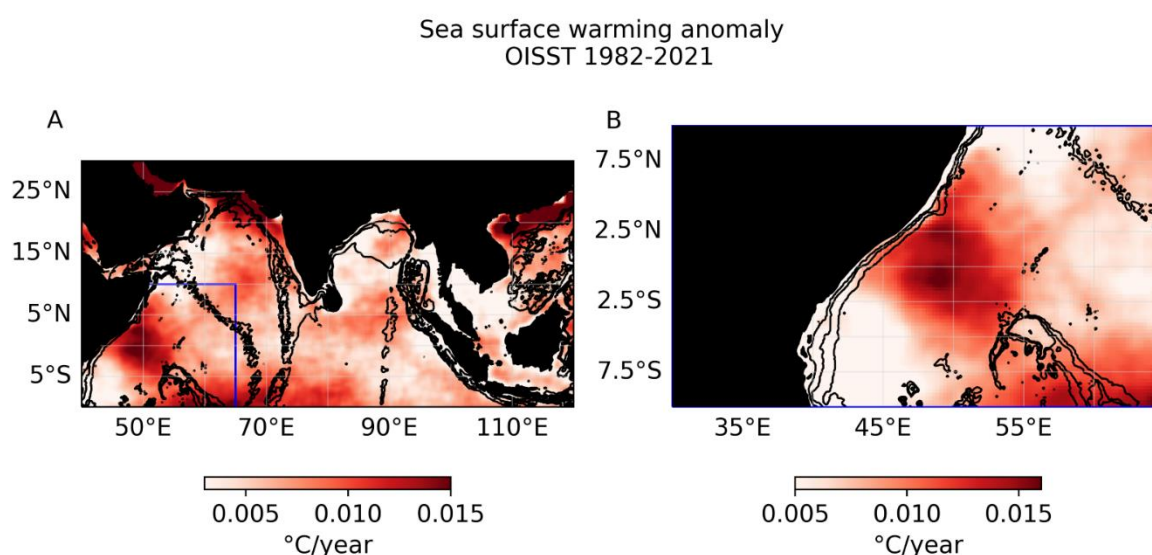 Sea surface warming anomaly
OISST 1982-2021
A
25°N
15°N
5°N
5°S
50°E 70°E 90°E 110°E
0.005 0.010 0.015
°C/year
B
7.5°N
2.5°N
2.5°S
7.5°S
35°E 45°E 55°E
0.005 0.010 0.015
°C/year